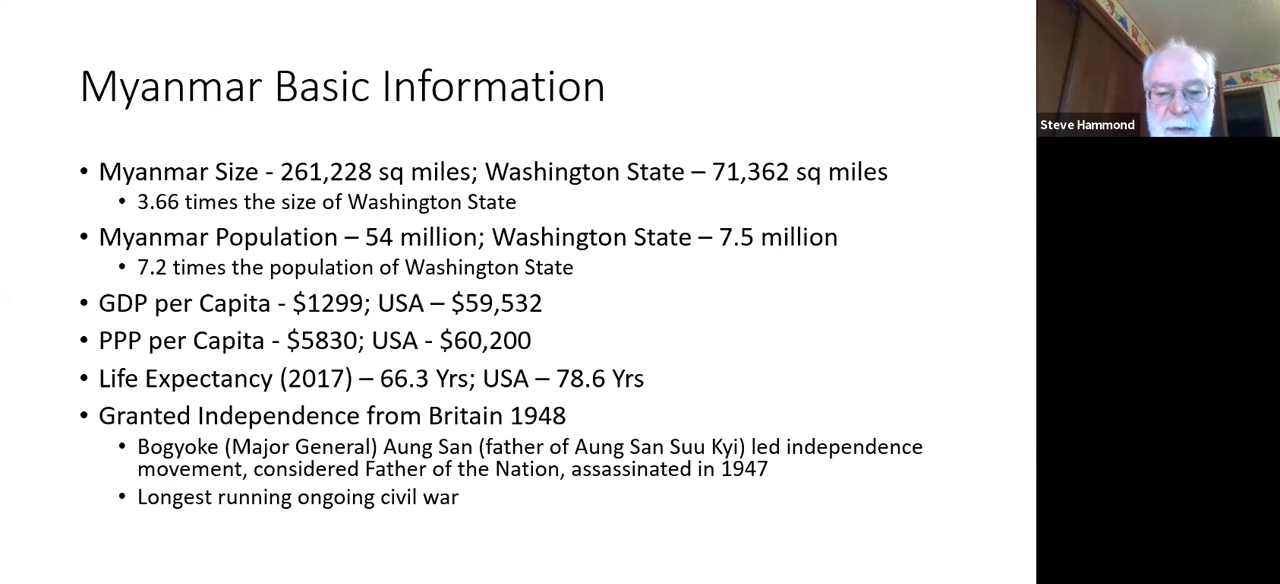 Myanmar Basic Information
• Myanmar Size - 261,228 sq miles; Washington State – 71,362 sq miles
• 3.66 times the size of Washington State
• Myanmar Population – 54 million; Washington State – 7.5 million
• 7.2 times the population of Washington State
• GDP per Capita - $1299; USA – $59,532
• PPP per Capita - $5830; USA - $60,200
• Life Expectancy (2017) – 66.3 Yrs; USA – 78.6 Yrs
• Granted Independence from Britain 1948
• Bogyoke (Major General) Aung San (father of Aung San Suu Kyi) led independence
movement, considered Father of the Nation, assassinated in 1947
• Longest running ongoing civil war
Steve Hammond